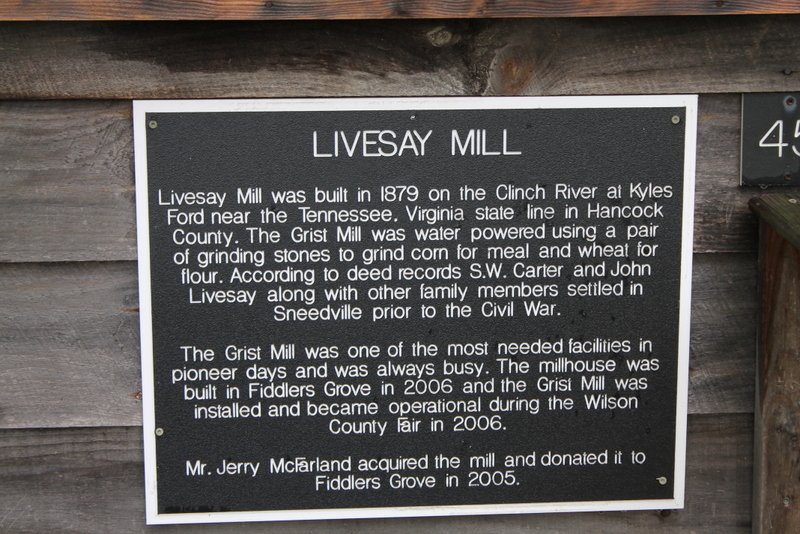 LIVESAY MILL
Livesay Mill was built in 1879 on the Clinch River at Kyles
Ford near the Tennessee. Virginia state line in Hancock
County. The Grist Mill was water powered using a pair
of grinding stones to grind corn for meal and wheat for
flour. According to deed records S.W. Carter and John
Livesay along with other family members settled in
Sneedville prior to the Civil War.
The Grist Mill was one of the most needed facilities in
pioneer days and was always busy. The millhouse was
built in Fiddlers Grove in 2006 and the Grist Mill was
installed and became operational during the Wilson
County Fair in 2006.
Mr. Jerry McFarland acquired the mill and donated it to
Fiddlers Grove in 2005.